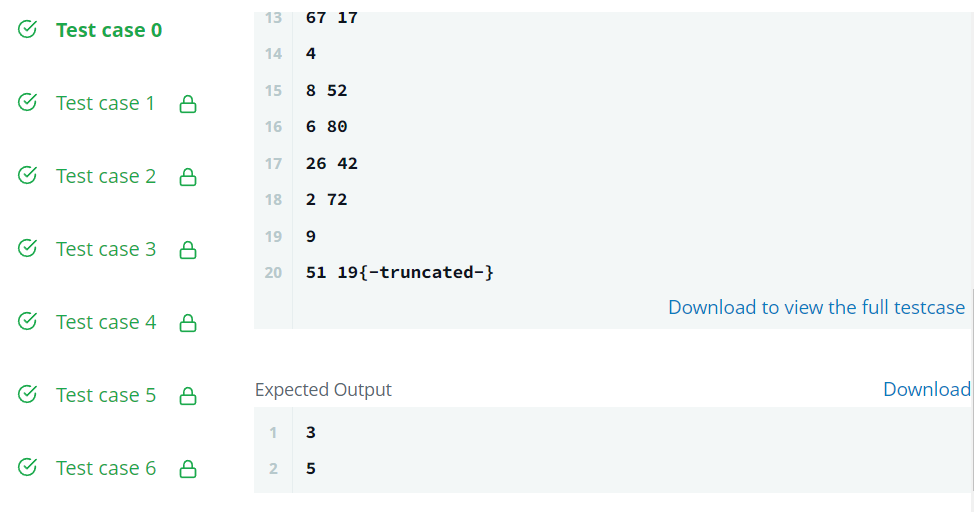 Test case 0
Test case 1
Test case 2
Test case 3
Test case 4
Test case 5
Test case 6
13 67 17
14 4
15 8 52
16 6 80
17 26 42
18 2 72
19 9
20 51 19{-truncated-}
Download to view the full testcase
Expected Output
Download
1 3
2 5